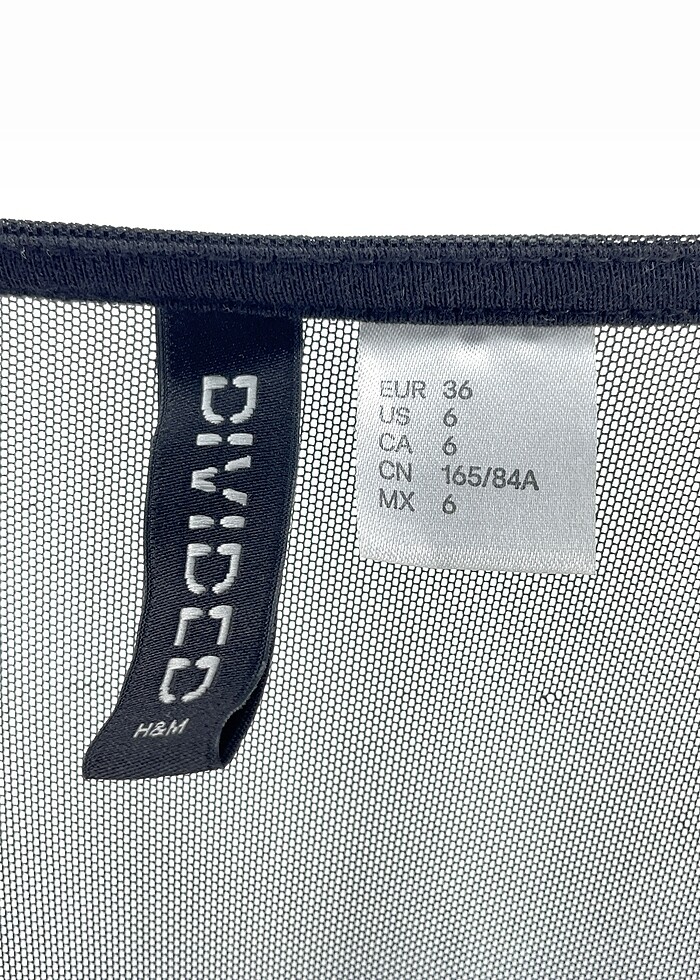 DIVIDED
H&M
EUR 36
US 6
CA 6
CN 165/84A
MX 6